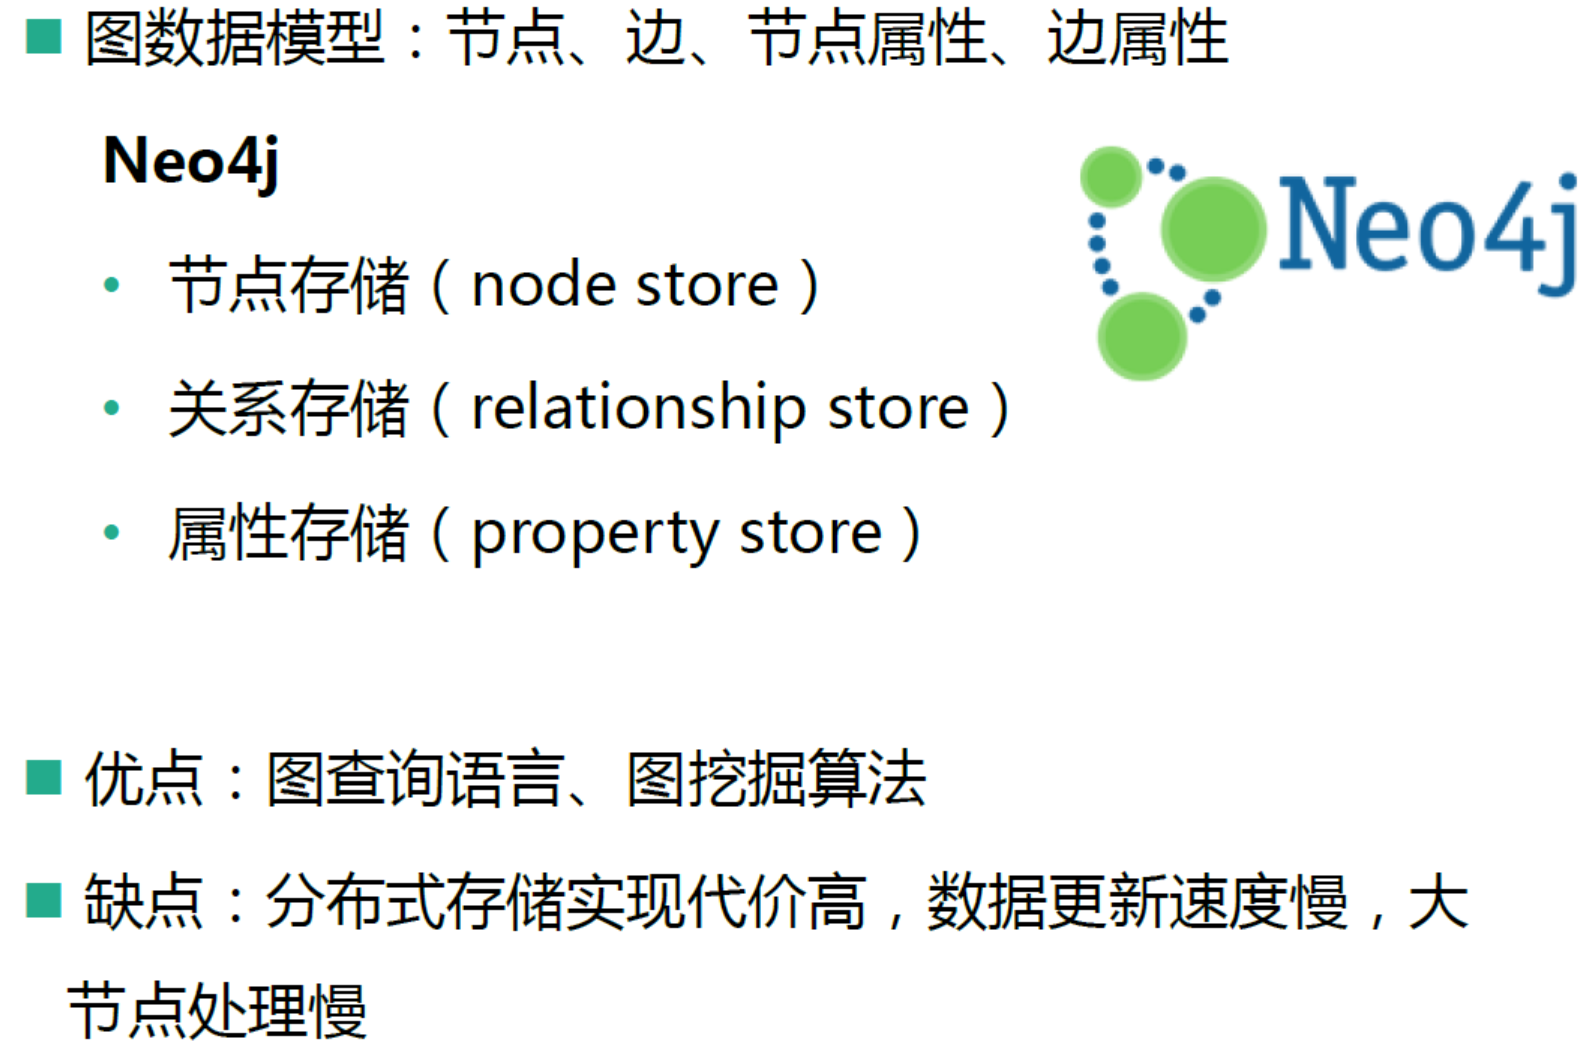 图数据模型：节点、边、节点属性、边属性
Neo4j
Neo4j
节点存储（node store）
关系存储（relationship store）
属性存储（property store）
优点：图查询语言、图挖掘算法
缺点：分布式存储实现代价高，数据更新速度慢，大
节点处理慢